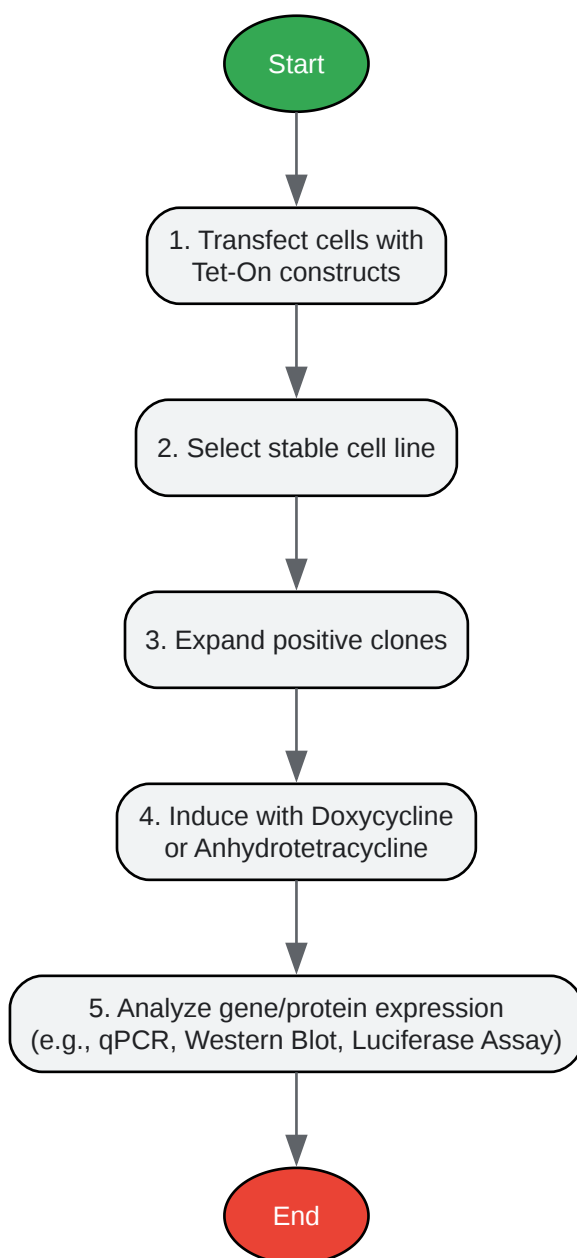 Start
1. Transfect cells with
Tet-On constructs
2. Select stable cell line
3. Expand positive clones
4. Induce with Doxycycline
or Anhydrotetracycline
5. Analyze gene/protein expression
(e.g., qPCR, Western Blot, Luciferase Assay)
End